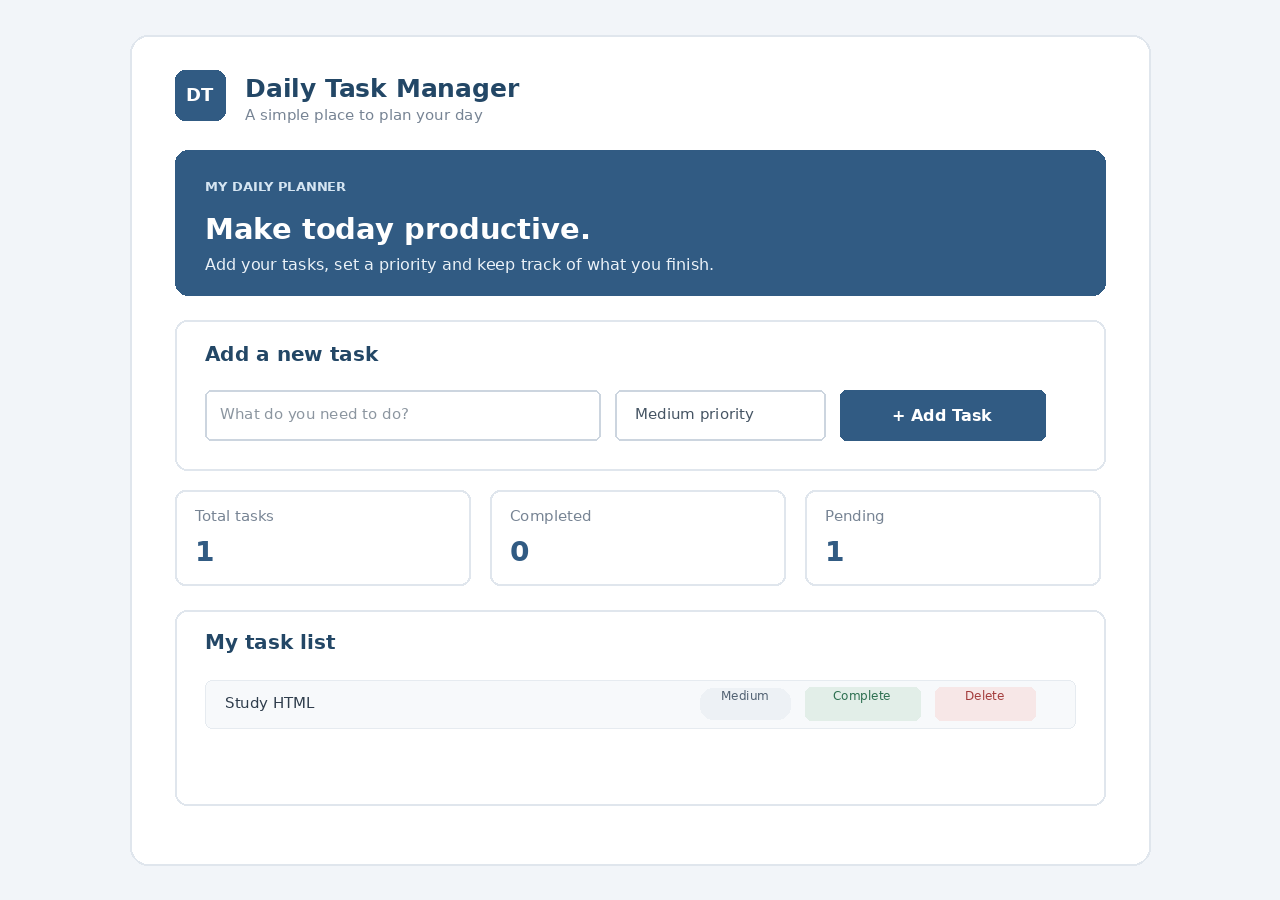 DT
Daily Task Manager
A simple place to plan your day
MY DAILY PLANNER
Make today productive.
Add your tasks, set a priority and keep track of what you finish.
Add a new task
What do you need to do?
Medium priority
+ Add Task
Total tasks
1
Completed
0
Pending
1
My task list
Study HTML
Medium
Complete
Delete